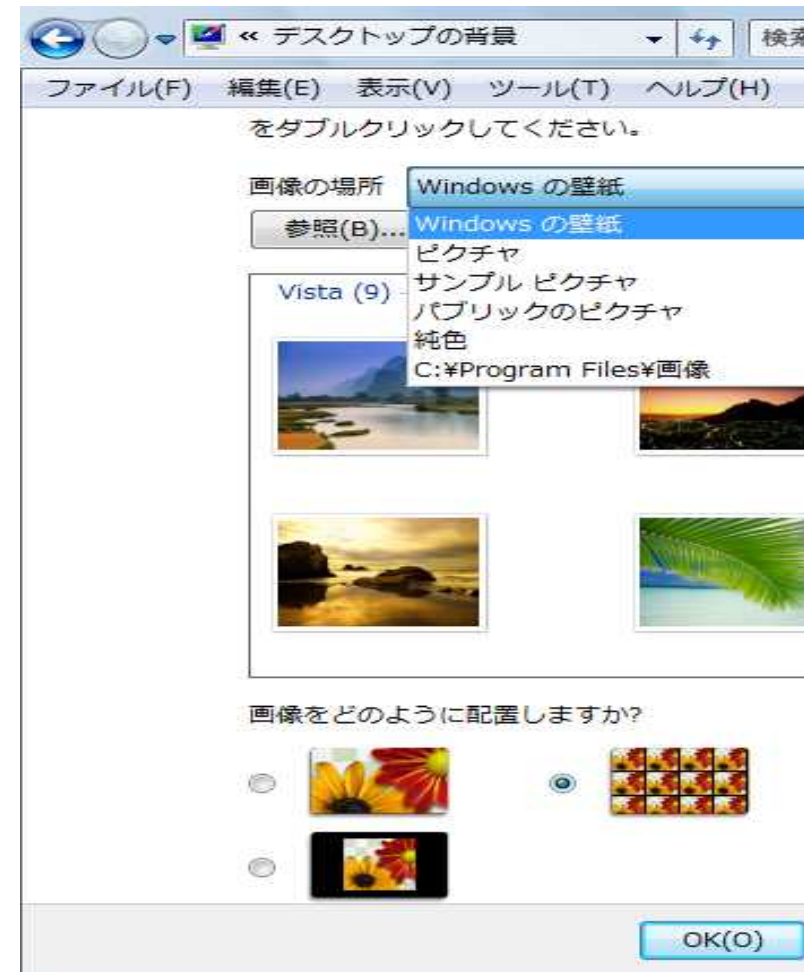 « デスクトップの背景
検索
ファイル(F) 編集(E) 表示(V) ツール(T) ヘルプ(H)
をダブルクリックしてください。
画像の場所 Windows の壁紙
参照(B)...
Windows の壁紙
ピクチャ
サンプル ピクチャ
パブリックのピクチャ
純色
C:¥Program Files¥画像
Vista (9)
画像をどのように配置しますか?
OK(O)